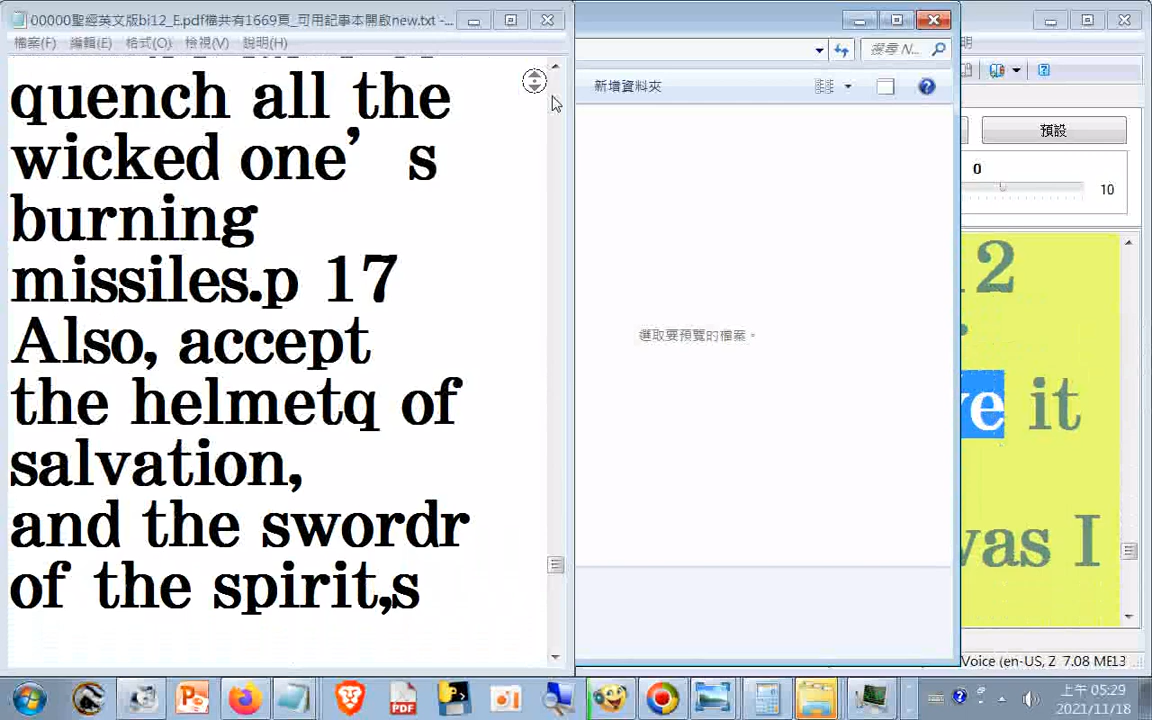 00000聖經英文版bi12_E.pdf檔共有1669頁_可用記事本開啟new.txt -...
檔案(F) 編輯(E) 格式(O) 檢視(V) 說明(H)
quench all the
wicked one’s
burning
missiles.p 17
Also, accept
the helmetq of
salvation,
and the swordr
of the spirit,s
搜尋 N...
新增資料夾
選取要預覽的檔案。
明
預設
0
10
2
ve it
was I
Voice (en-US, Z 7.08 ME13
上午 05:29
2021/11/18